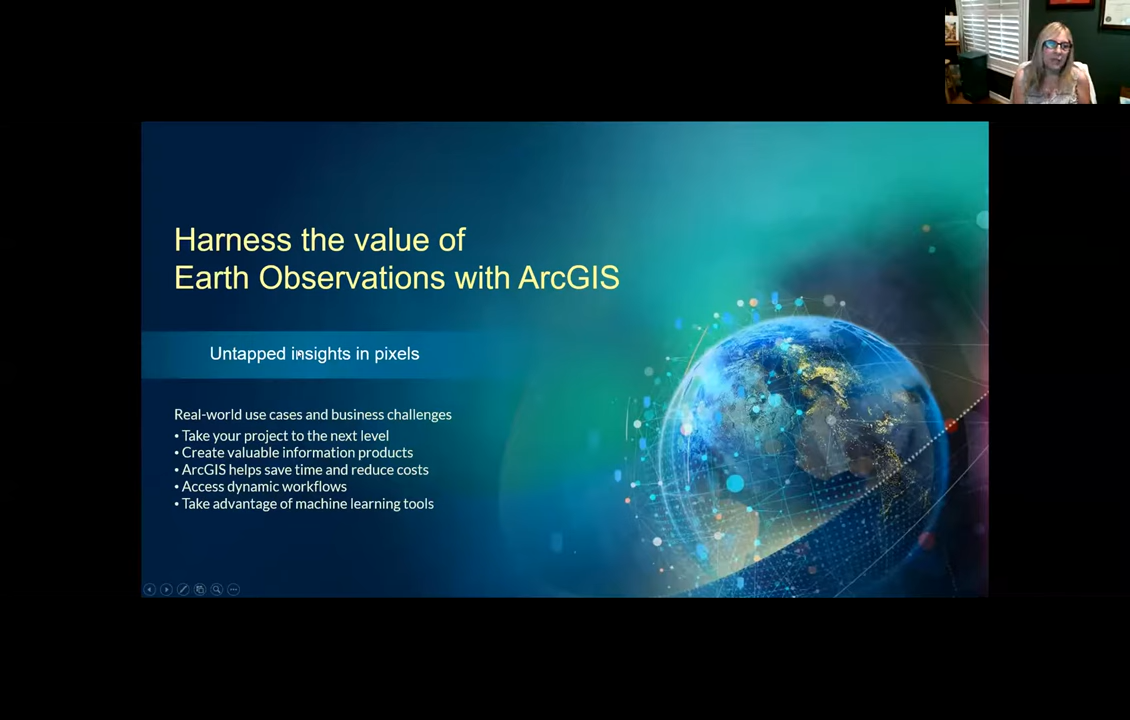 Harness the value of
Earth Observations with ArcGIS
Untapped insights in pixels
Real-world use cases and business challenges
• Take your project to the next level
• Create valuable information products
• ArcGIS helps save time and reduce costs
• Access dynamic workflows
• Take advantage of machine learning tools